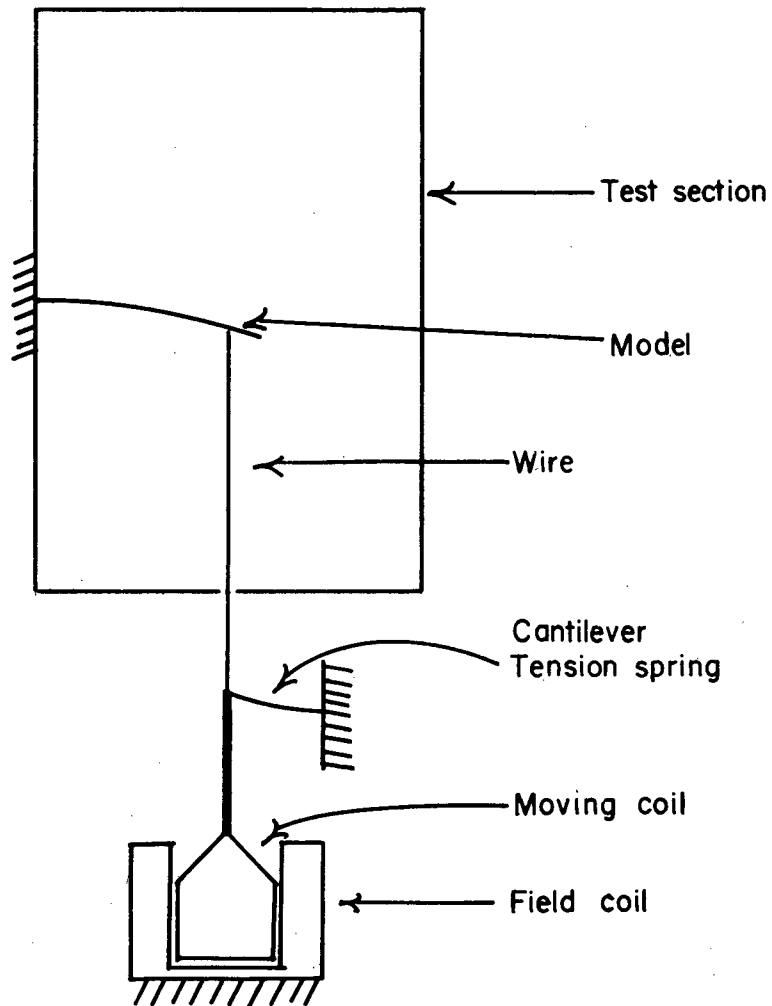 Test section
Model
Wire
Cantilever
Tension spring
Moving coil
Field coil